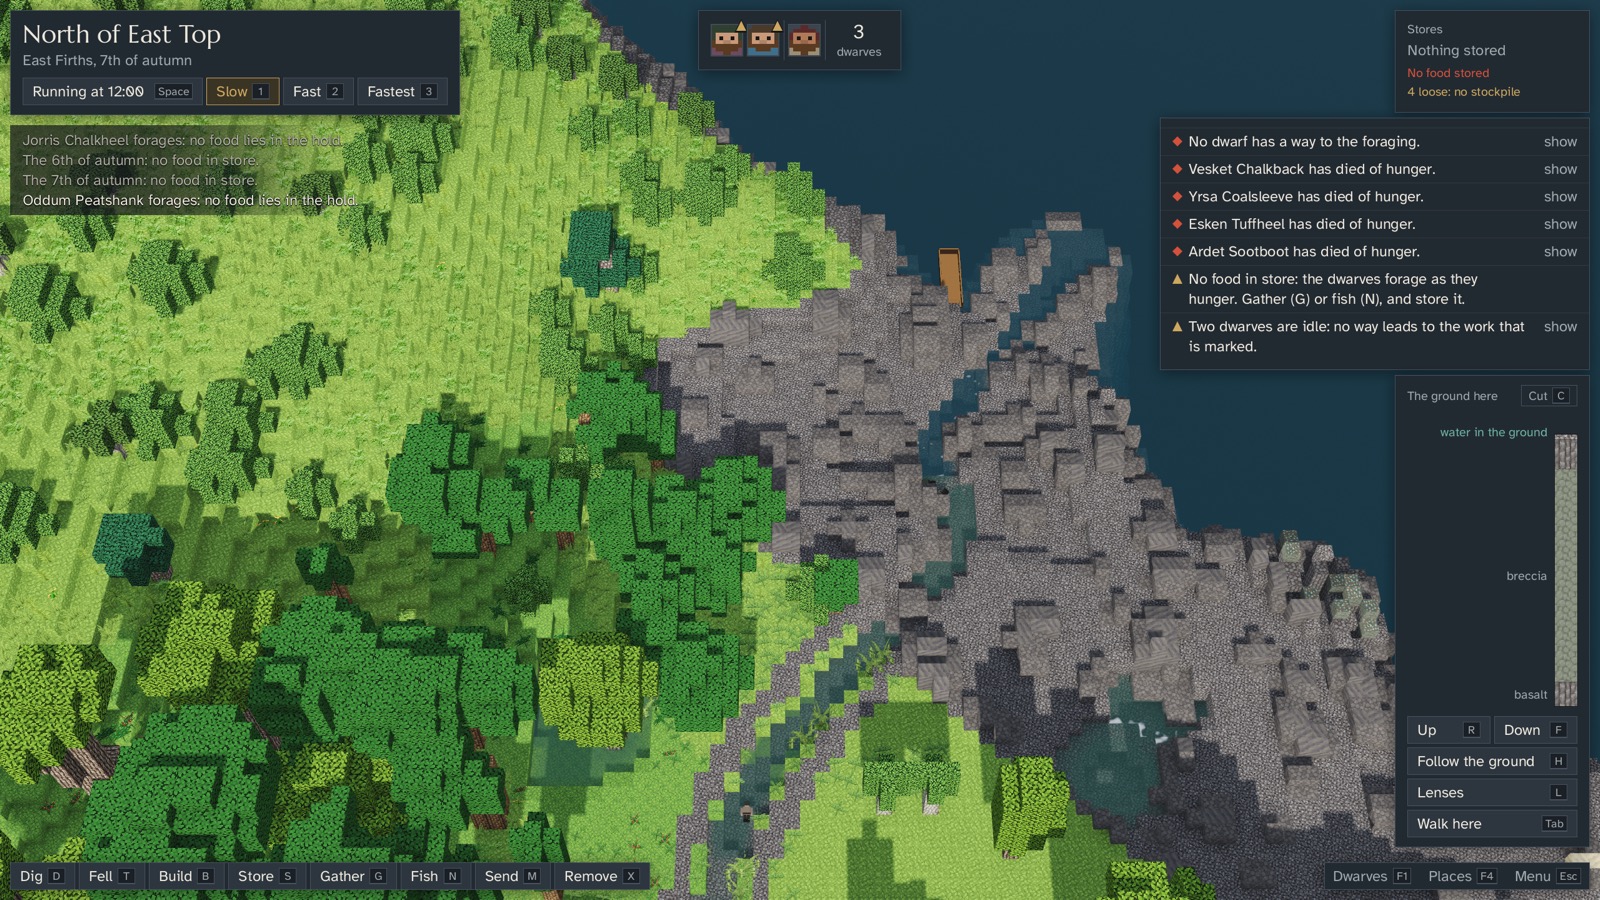 North of East Top
East Firths, 7th of autumn
Running at 12:00 Space
Slow 1
Fast 2
Fastest 3
Jorris Chalkheel forages: no food lies in the hold.
The 6th of autumn: no food in store.
The 7th of autumn: no food in store.
Oddum Peatshank forages: no food lies in the hold.
3
dwarves
Stores
Nothing stored
No food stored
4 loose: no stockpile
No dwarf has a way to the foraging. show
Vesket Chalkback has died of hunger. show
Yrsa Coalsleeve has died of hunger. show
Esken Tuffheel has died of hunger. show
Ardet Sootboot has died of hunger. show
No food in store: the dwarves forage as they
hunger. Gather (G) or fish (N), and store it.
Two dwarves are idle: no way leads to the work that show
is marked.
The ground here
Cut C
water in the ground
breccia
basalt
Up R
Down F
Follow the ground H
Lenses L
Walk here Tab
Dig D
Fell T
Build B
Store S
Gather G
Fish N
Send M
Remove X
Dwarves F1
Places F4
Menu Esc